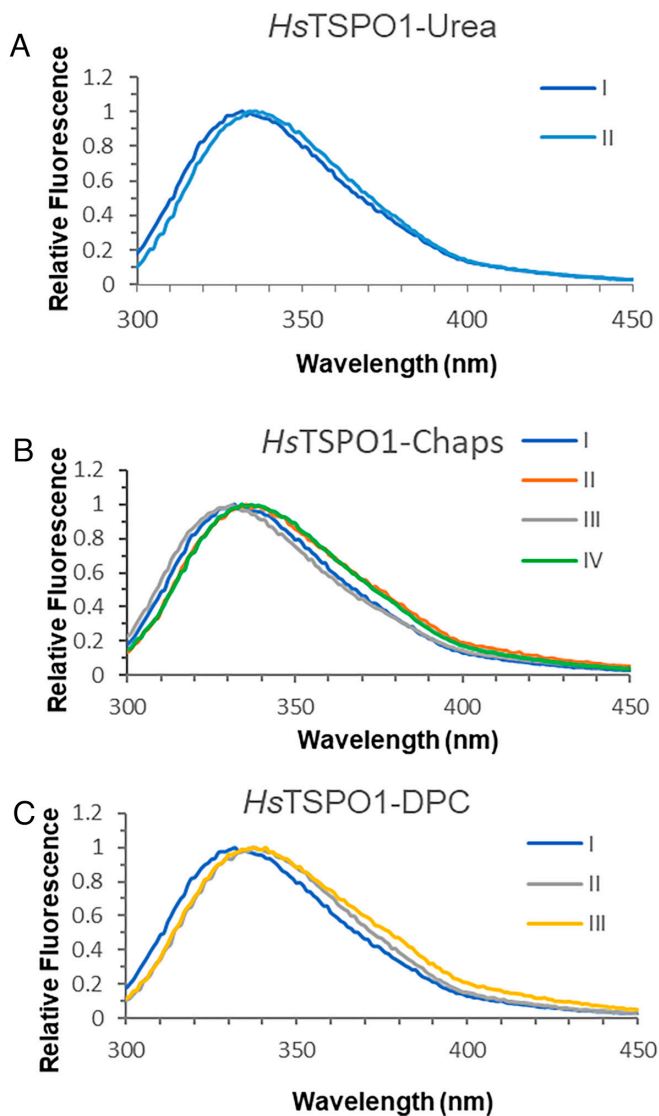 A
HsTSPO1-Urea
Relative Fluorescence
1.2
1
0.8
0.6
0.4
0.2
0
300
350
400
450
Wavelength (nm)
I
II
B
HsTSPO1-Chaps
Relative Fluorescence
1.2
1
0.8
0.6
0.4
0.2
0
300
350
400
450
Wavelength (nm)
I
II
III
IV
C
HsTSPO1-DPC
Relative Fluorescence
1.2
1
0.8
0.6
0.4
0.2
0
300
350
400
450
Wavelength (nm)
I
II
III